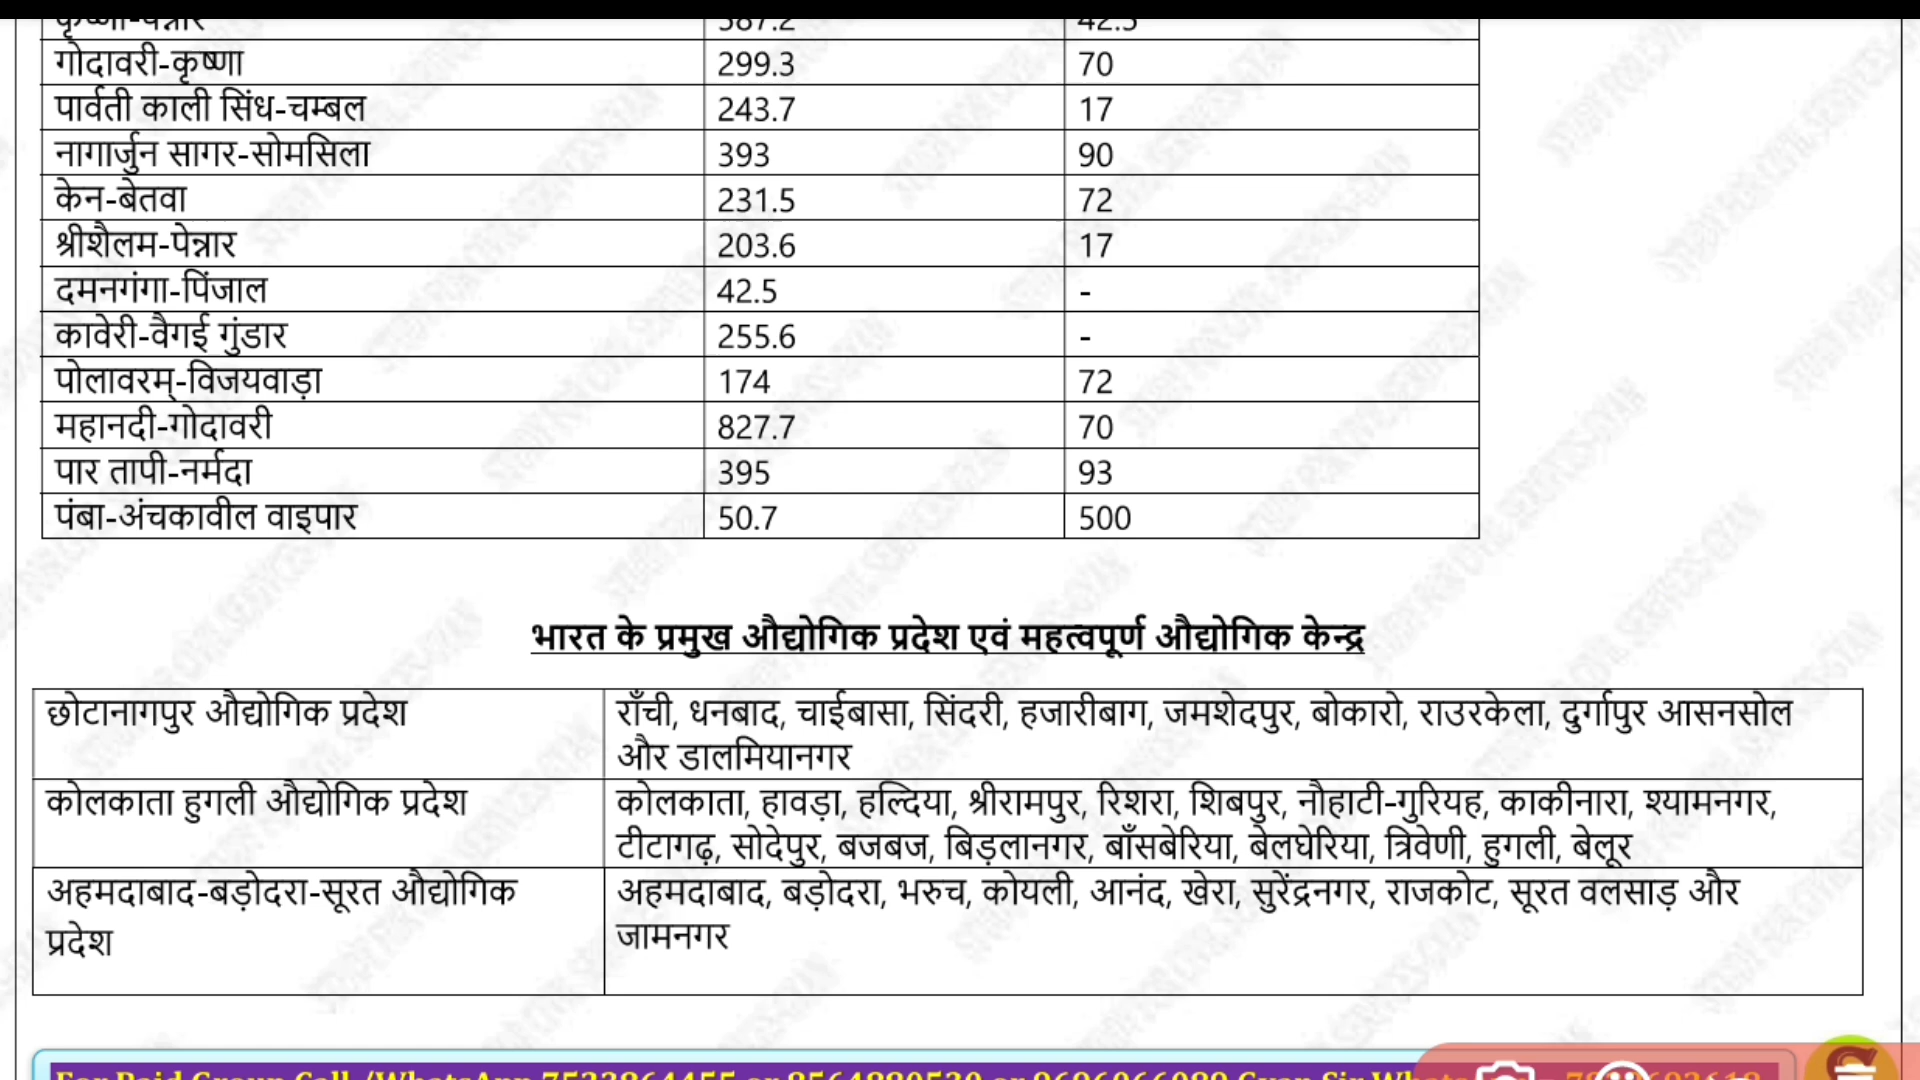 गोदावरी-कृष्णा 299.3 70
पार्वती काली सिंध-चम्बल 243.7 17
नागार्जुन सागर-सोमसिला 393 90
केन-बेतवा 231.5 72
श्रीशैलम-पेन्नार 203.6 17
दमनगंगा-पिंजाल 42.5 -
कावेरी-वैगई गुंडार 255.6 -
पोलावरम्-विजयवाड़ा 174 72
महानदी-गोदावरी 827.7 70
पार तापी-नर्मदा 395 93
पंबा-अंचकावील वाइपार 50.7 500
भारत के प्रमुख औद्योगिक प्रदेश एवं महत्वपूर्ण औद्योगिक केन्द्र
छोटानागपुर औद्योगिक प्रदेश राँची, धनबाद, चाईबासा, सिंदरी, हजारीबाग, जमशेदपुर, बोकारो, राउरकेला, दुर्गापुर आसनसोल
और डालमियानगर
कोलकाता हुगली औद्योगिक प्रदेश कोलकाता, हावड़ा, हल्दिया, श्रीरामपुर, रिशरा, शिबपुर, नौहाटी-गुरियह, काकीनारा, श्यामनगर,
टीटागढ़, सोदेपुर, बजबज, बिड़लानगर, बाँसबेरिया, बेलघेरिया, त्रिवेणी, हुगली, बेलूर
अहमदाबाद-बड़ोदरा-सूरत औद्योगिक अहमदाबाद, बड़ोदरा, भरुच, कोयली, आनंद, खेरा, सुरेंद्रनगर, राजकोट, सूरत वलसाड़ और
प्रदेश जामनगर